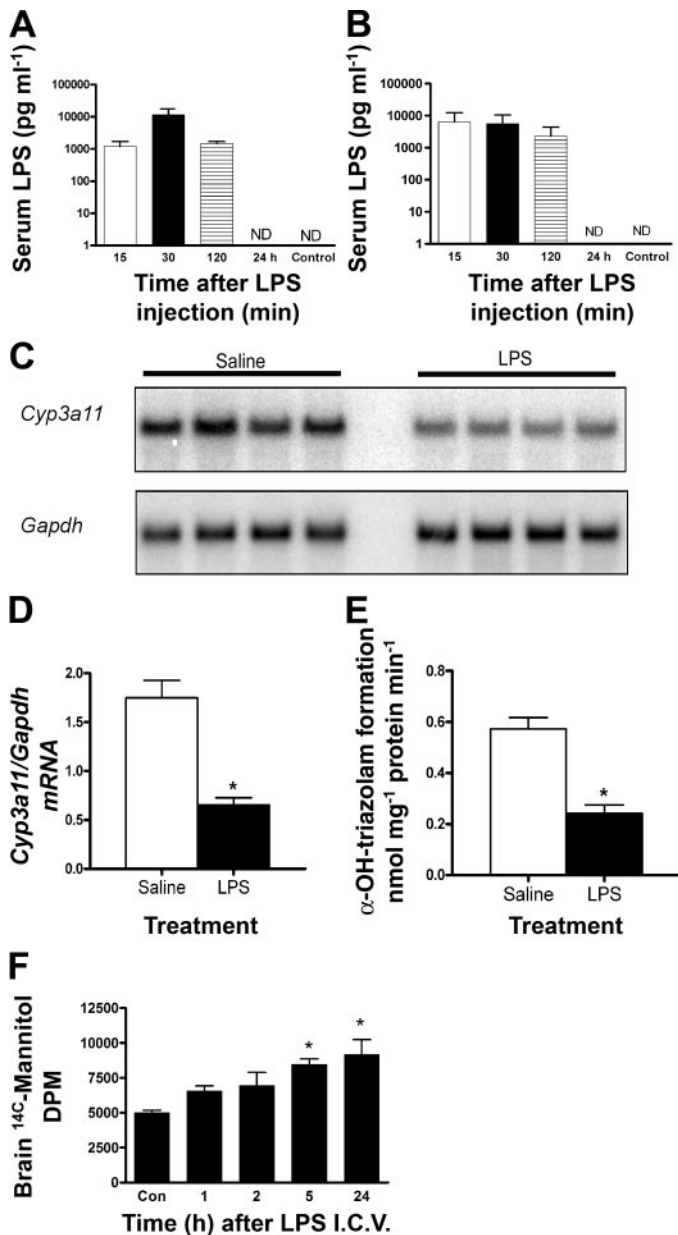 A
Serum LPS (pg ml-1)
100000
10000
1000
100
10
1
ND
ND
15
30
120
24 h
Control
Time after LPS
injection (min)
B
Serum LPS (pg ml-1)
100000
10000
1000
100
10
1
ND
ND
15
30
120
24 h
Control
Time after LPS
injection (min)
C
Saline
LPS
Cyp3a11
Gapdh
D
Cyp3a11/Gapdh
mRNA
2.0
1.5
1.0
0.5
0.0
*
Saline
LPS
Treatment
E
α-OH-triazolam formation
nmol mg-1 protein min-1
0.8
0.6
0.4
0.2
0.0
*
Saline
LPS
Treatment
F
Brain 14C-Mannitol
DPM
12500
10000
7500
5000
2500
0
*
*
Con
1
2
5
24
Time (h) after LPS I.C.V.